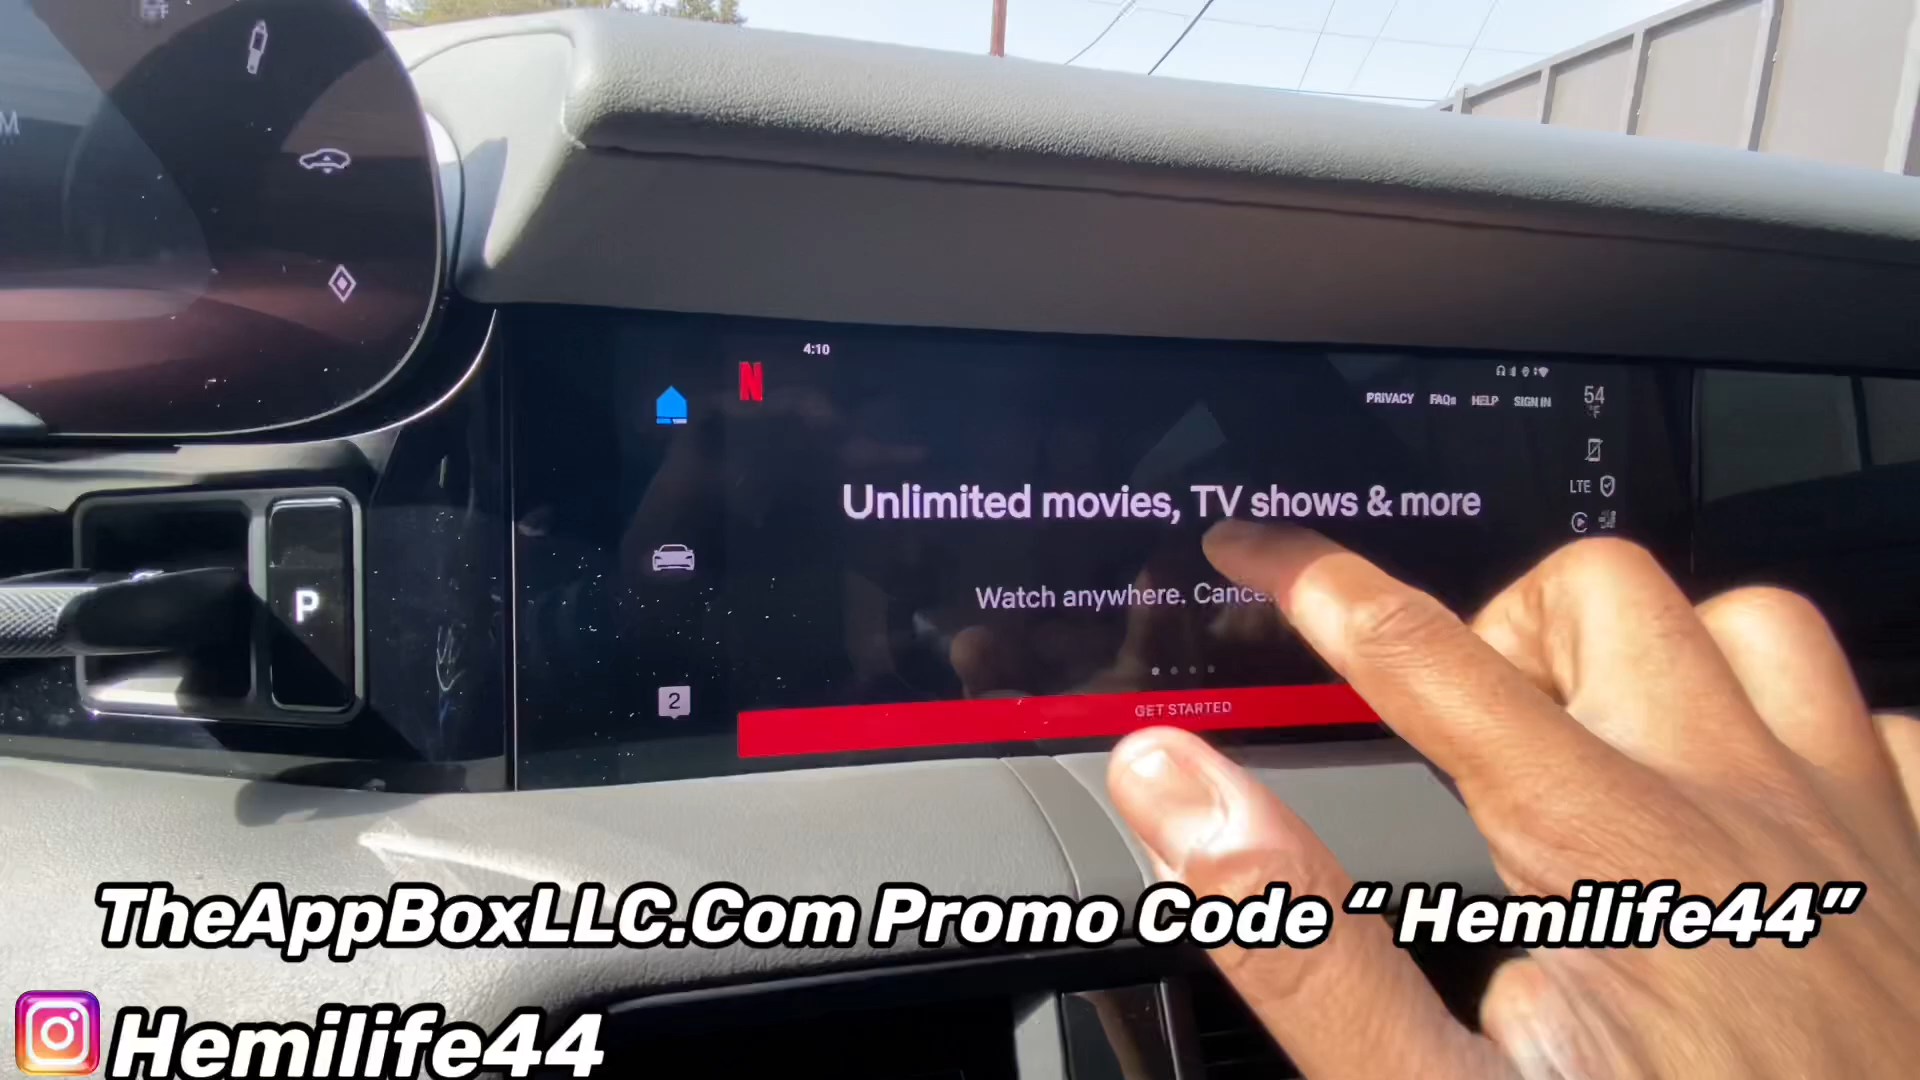 4:10
N
PRIVACY FAQs HELP SIGN IN
54
°F
Unlimited movies, TV shows & more
LTE
Watch anywhere. Cance
P
2
GET STARTED
TheAppBoxLLC.Com Promo Code “ Hemilife44”
Hemilife44